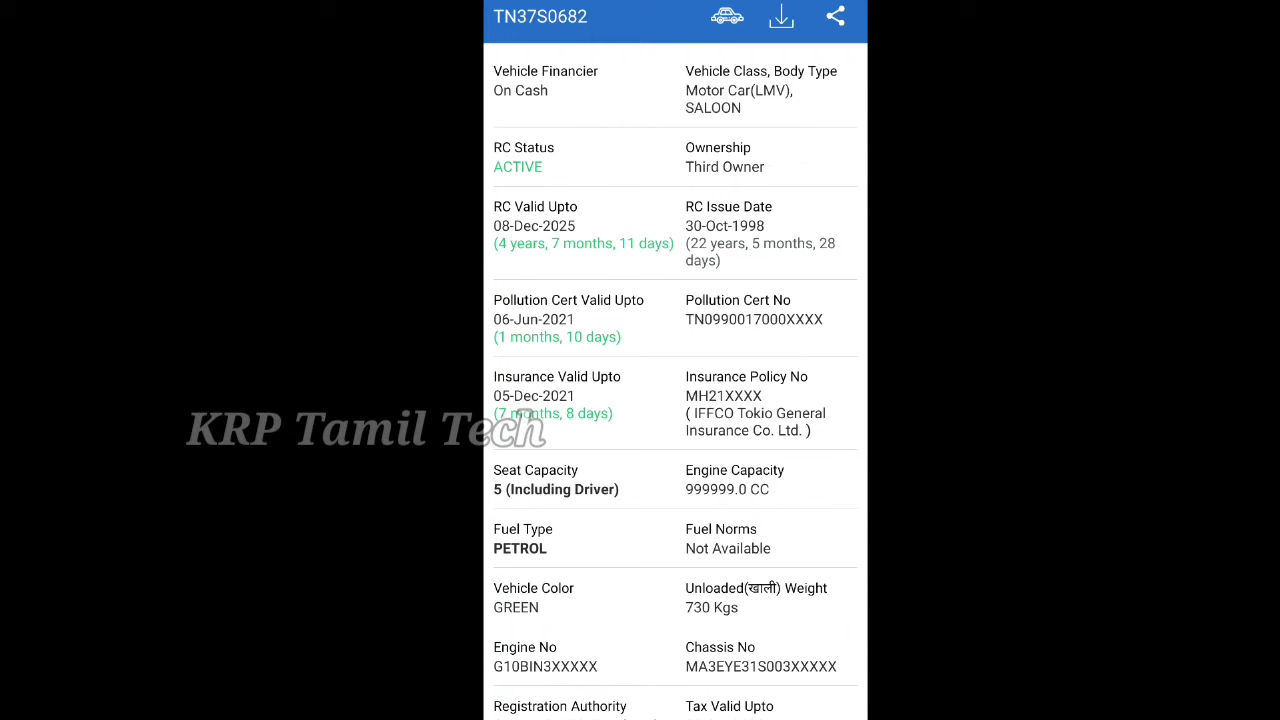 TN37S0682
Vehicle Financier
On Cash
Vehicle Class, Body Type
Motor Car(LMV),
SALOON
RC Status
ACTIVE
Ownership
Third Owner
RC Valid Upto
08-Dec-2025
(4 years, 7 months, 11 days)
RC Issue Date
30-Oct-1998
(22 years, 5 months, 28
days)
Pollution Cert Valid Upto
06-Jun-2021
(1 months, 10 days)
Pollution Cert No
TN0990017000XXXX
Insurance Valid Upto
05-Dec-2021
(7 months, 8 days)
Insurance Policy No
MH21XXXX
( IFFCO Tokio General
Insurance Co. Ltd. )
KRP Tamil Tech
Seat Capacity
5 (Including Driver)
Engine Capacity
999999.0 CC
Fuel Type
PETROL
Fuel Norms
Not Available
Vehicle Color
GREEN
Unloaded(खाली) Weight
730 Kgs
Engine No
G10BIN3XXXXX
Chassis No
MA3EYE31S003XXXXX
Registration Authority
Tax Valid Upto